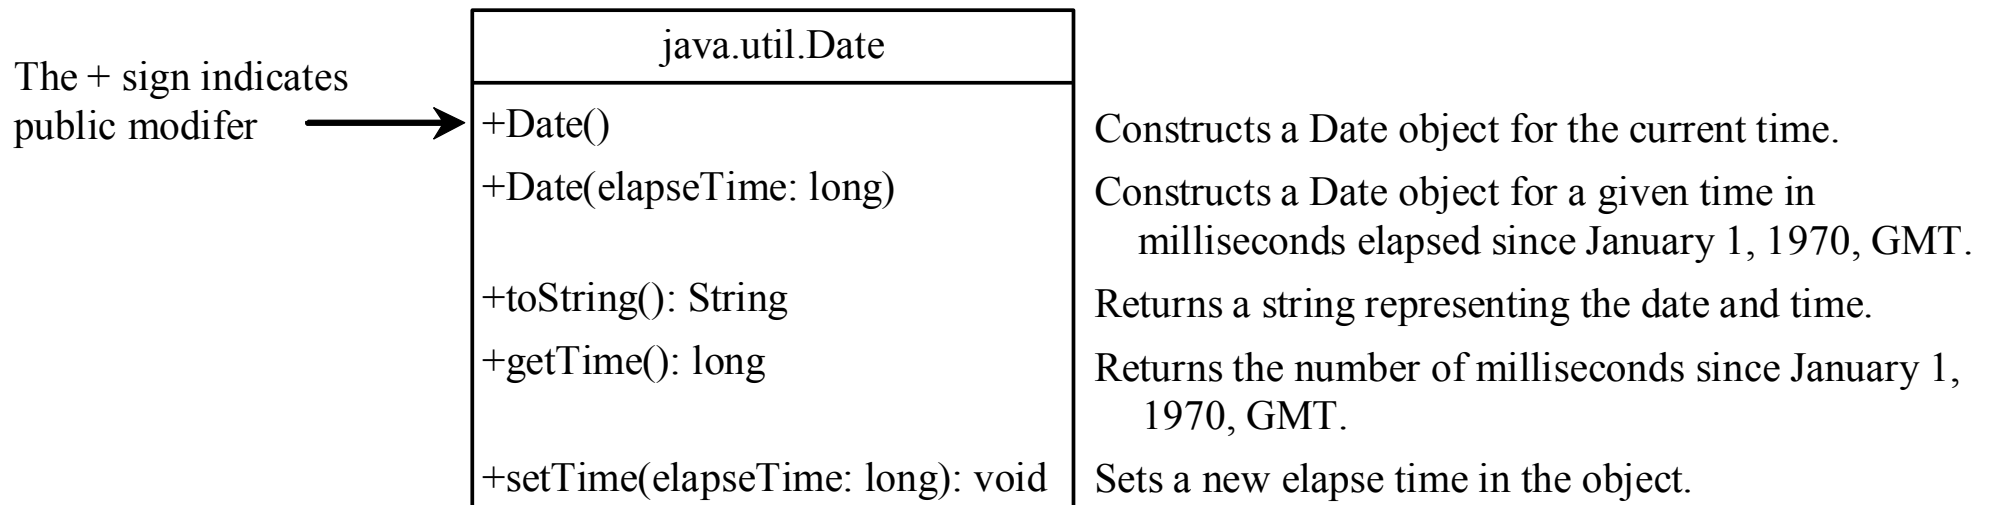 java.util.Date
The + sign indicates
public modifer
+Date()
Constructs a Date object for the current time.
+Date(elapseTime: long)
Constructs a Date object for a given time in
milliseconds elapsed since January 1, 1970, GMT.
+toString(): String
Returns a string representing the date and time.
+getTime(): long
Returns the number of milliseconds since January 1,
1970, GMT.
+setTime(elapseTime: long): void
Sets a new elapse time in the object.